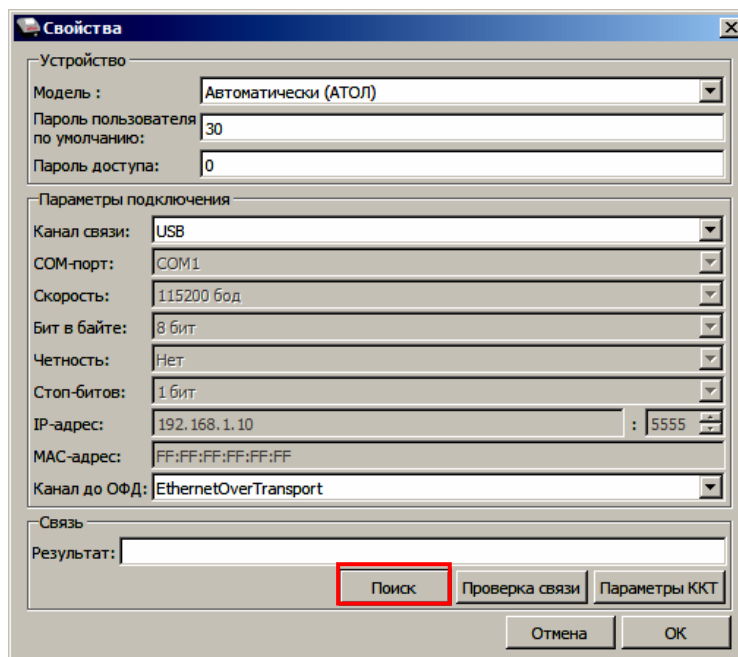 Свойства
Устройство
Модель : Автоматически (АТОЛ)
Пароль пользователя
по умолчанию: 30
Пароль доступа: 0
Параметры подключения
Канал связи: USB
COM-порт: COM1
Скорость: 115200 бод
Бит в байте: 8 бит
Четность: Нет
Стоп-битов: 1 бит
IP-адрес: 192.168.1.10 : 5555
MAC-адрес: FF:FF:FF:FF:FF:FF
Канал до ОФД: EthernetOverTransport
Связь
Результат:
Поиск Проверка связи Параметры ККТ
Отмена ОК